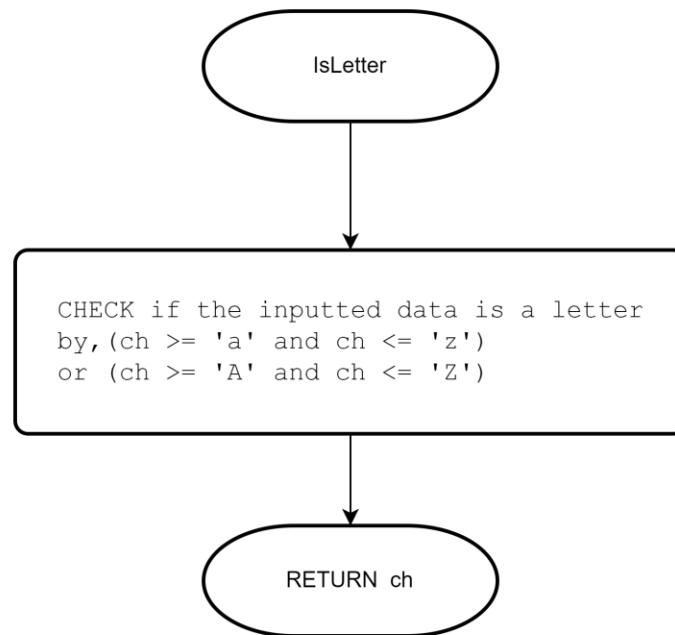 IsLetter
CHECK if the inputted data is a letter
by,(ch >= 'a' and ch <= 'z')
or (ch >= 'A' and ch <= 'Z')
RETURN ch